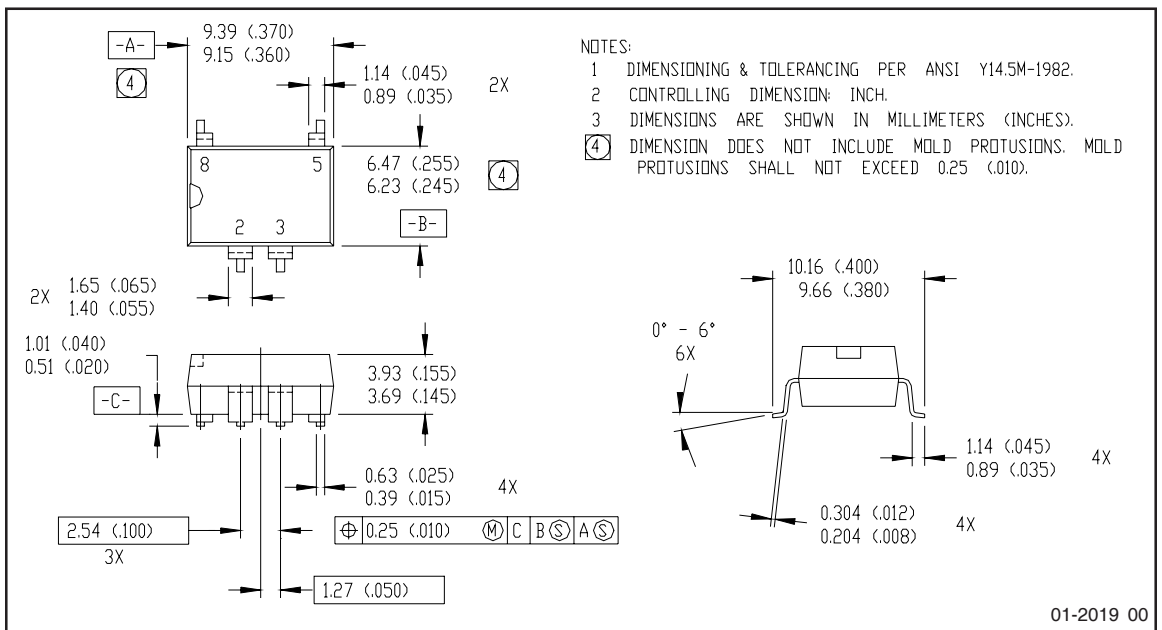 9.39 (.370)
9.15 (.360)
-A-
4
1.14 (.045)
0.89 (.035)
2X
8
5
6.47 (.255)
6.23 (.245)
4
2
3
-B-
2X
1.65 (.065)
1.40 (.055)
1.01 (.040)
0.51 (.020)
-C-
3.93 (.155)
3.69 (.145)
0.63 (.025)
0.39 (.015)
4X
2.54 (.100)
3X
⌖ 0.25 (.010) Ⓜ C B Ⓢ A Ⓢ
1.27 (.050)
NOTES:
1 DIMENSIONING & TOLERANCING PER ANSI Y14.5M-1982.
2 CONTROLLING DIMENSION: INCH.
3 DIMENSIONS ARE SHOWN IN MILLIMETERS (INCHES).
4 DIMENSION DOES NOT INCLUDE MOLD PROTUSIONS. MOLD
PROTUSIONS SHALL NOT EXCEED 0.25 (.010).
10.16 (.400)
9.66 (.380)
0° - 6°
6X
1.14 (.045)
0.89 (.035)
4X
0.304 (.012)
0.204 (.008)
4X
01-2019 00